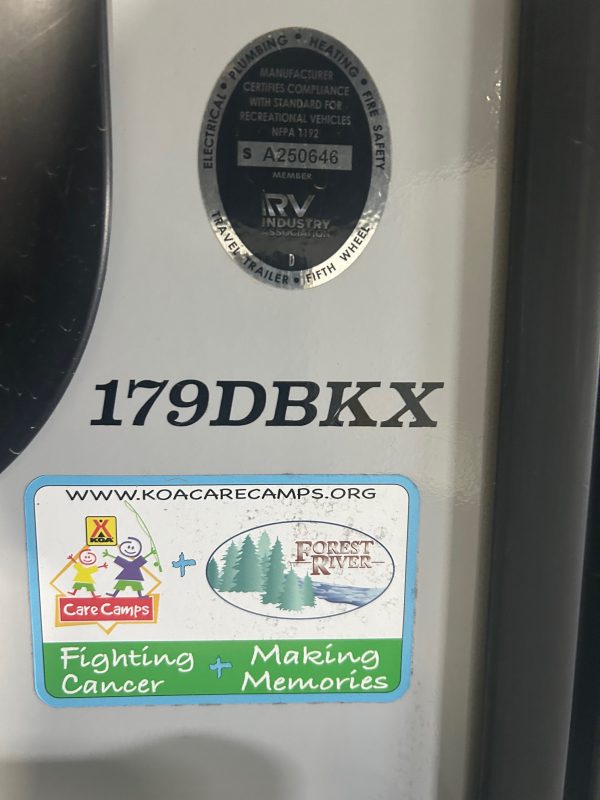 ELECTRICAL • PLUMBING • HEATING • FIRE SAFETY
MANUFACTURER
CERTIFIES COMPLIANCE
WITH STANDARD FOR
RECREATIONAL VEHICLES
NFPA 1192
S A250646
MEMBER
RV
INDUSTRY
ASSOCIATION
D
TRAVEL TRAILER • FIFTH WHEEL
179DBKX
WWW.KOACARECAMPS.ORG
KOA
Care Camps
+
FOREST
RIVER
Fighting + Making
Cancer Memories